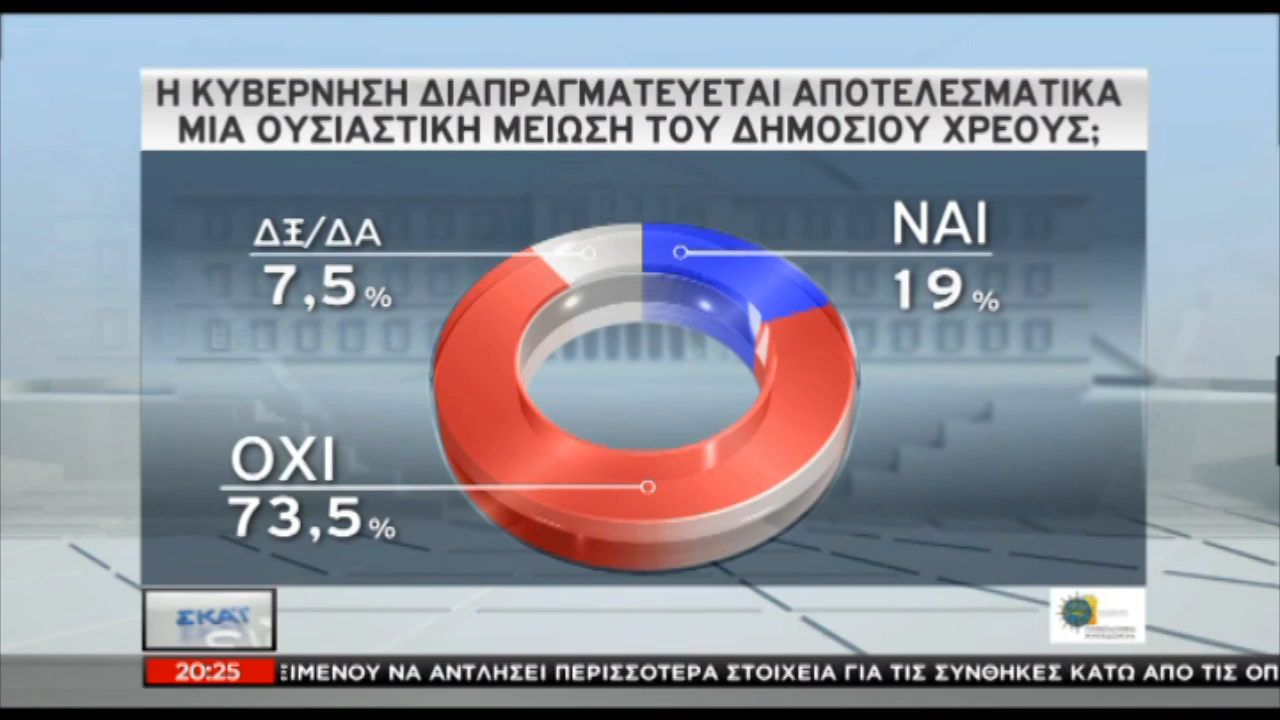 Η ΚΥΒΕΡΝΗΣΗ ΔΙΑΠΡΑΓΜΑΤΕΥΕΤΑΙ ΑΠΟΤΕΛΕΣΜΑΤΙΚΑ
ΜΙΑ ΟΥΣΙΑΣΤΙΚΗ ΜΕΙΩΣΗ ΤΟΥ ΔΗΜΟΣΙΟΥ ΧΡΕΟΥΣ;
ΔΞ/ΔΑ
7,5 %
ΝΑΙ
19 %
ΟΧΙ
73,5 %
ΣΚΑΪ
20:25 ΞΙΜΕΝΟΥ ΝΑ ΑΝΤΛΗΣΕΙ ΠΕΡΙΣΣΟΤΕΡΑ ΣΤΟΙΧΕΙΑ ΓΙΑ ΤΙΣ ΣΥΝΘΗΚΕΣ ΚΑΤΩ ΑΠΟ ΤΙΣ ΟΠ